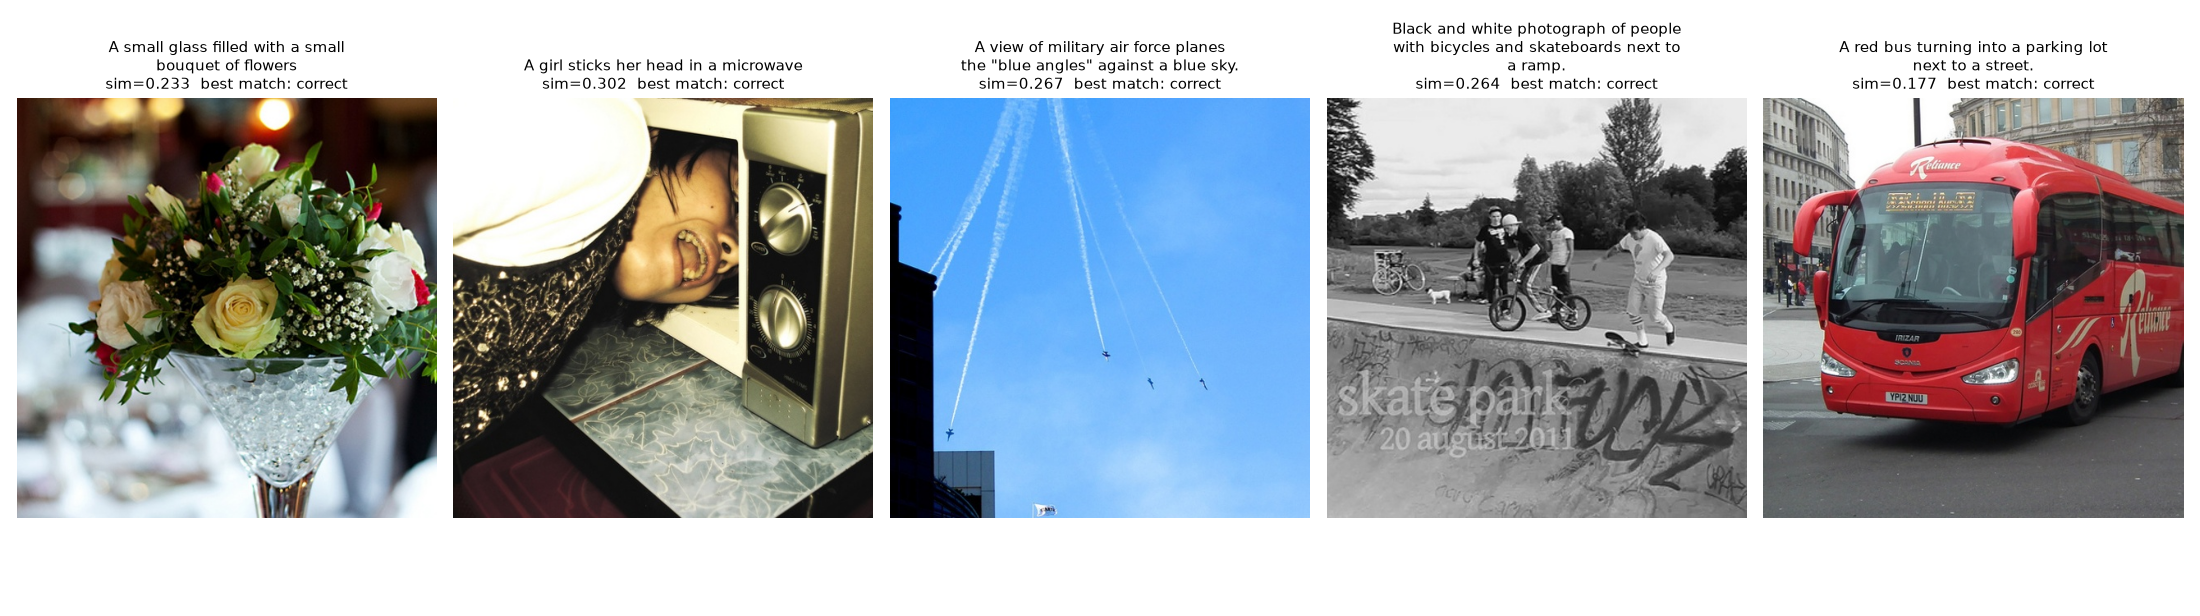 A small glass filled with a small
bouquet of flowers
sim=0.233  best match: correct
A girl sticks her head in a microwave
sim=0.302  best match: correct
A view of military air force planes
the "blue angles" against a blue sky.
sim=0.267  best match: correct
Black and white photograph of people
with bicycles and skateboards next to
a ramp.
sim=0.264  best match: correct
A red bus turning into a parking lot
next to a street.
sim=0.177  best match: correct
skate park
20 august 2011
Reliance
IRIZAR
SCANIA
YP12 NUU
Reliance